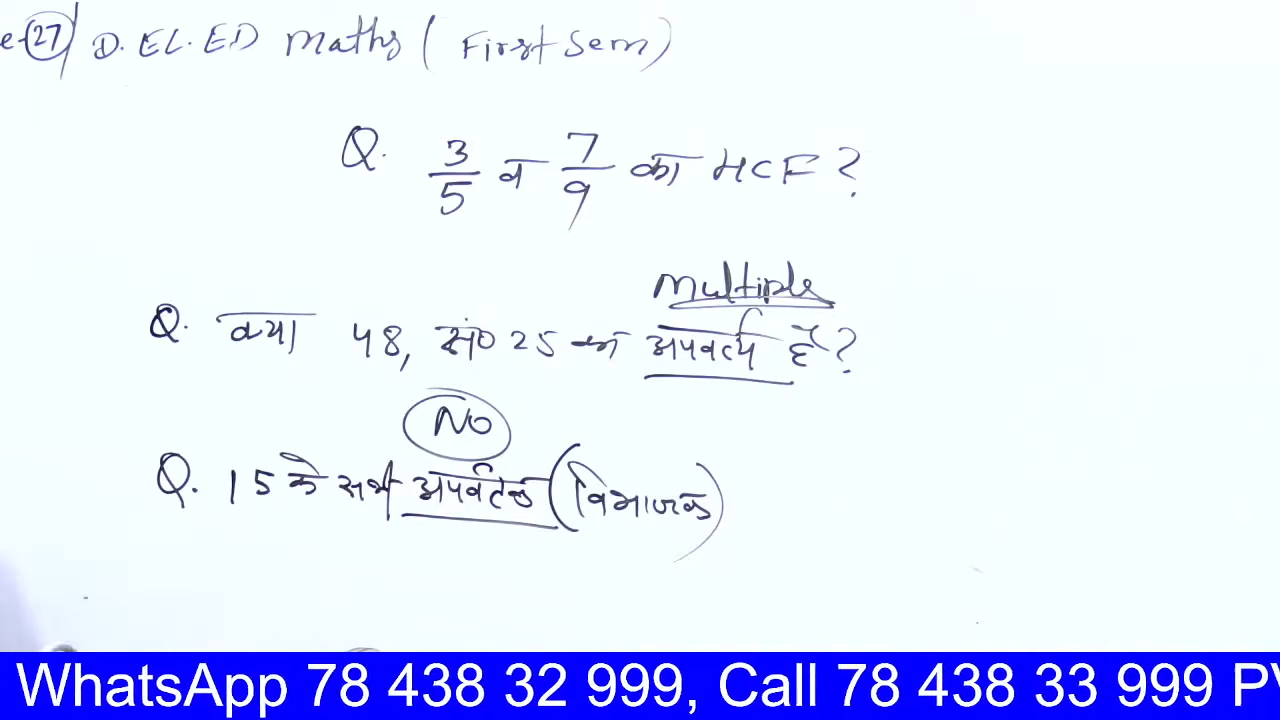 e-27 D. EL. ED Maths ( First Sem )
Q. 3/5 व 7/9 का HCF ?
Multiple
Q. क्या 48, सं० 25 का अपवर्त्य है ?
NO
Q. 15 के सभी अपवर्तक (विभाजक)
WhatsApp 78 438 32 999, Call 78 438 33 999 P